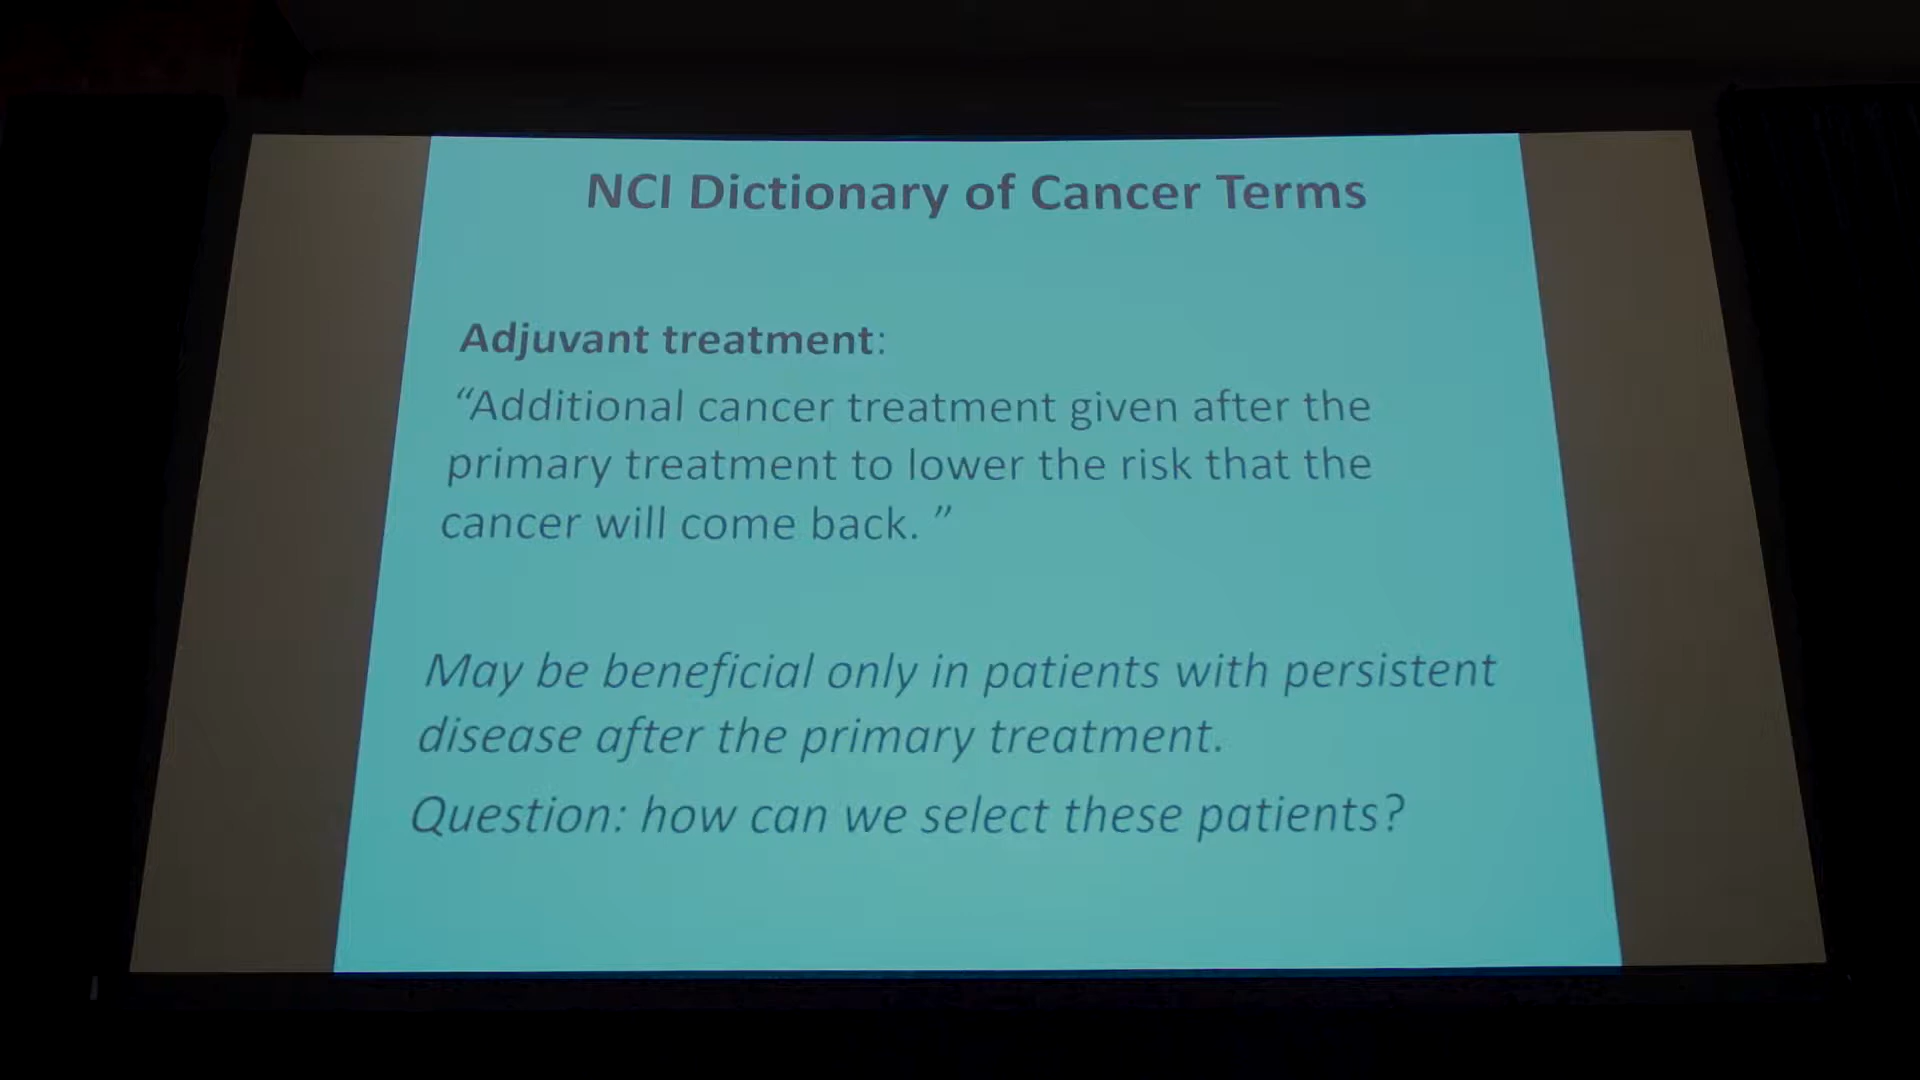 NCI Dictionary of Cancer Terms
Adjuvant treatment:
“Additional cancer treatment given after the
primary treatment to lower the risk that the
cancer will come back. ”
May be beneficial only in patients with persistent
disease after the primary treatment.
Question: how can we select these patients?